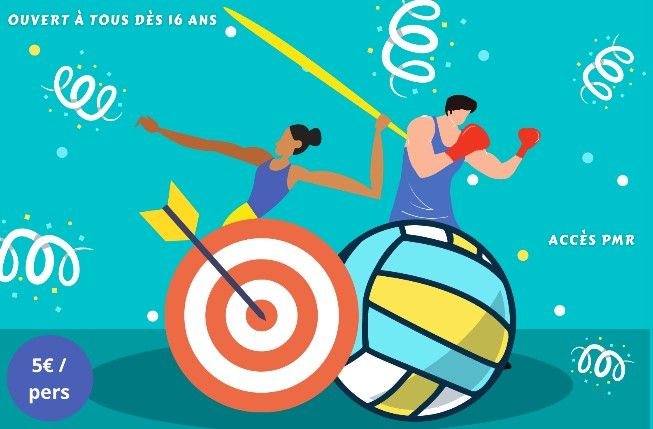 OUVERT À TOUS DÈS 16 ANS
ACCÈS PMR
5€ /
pers